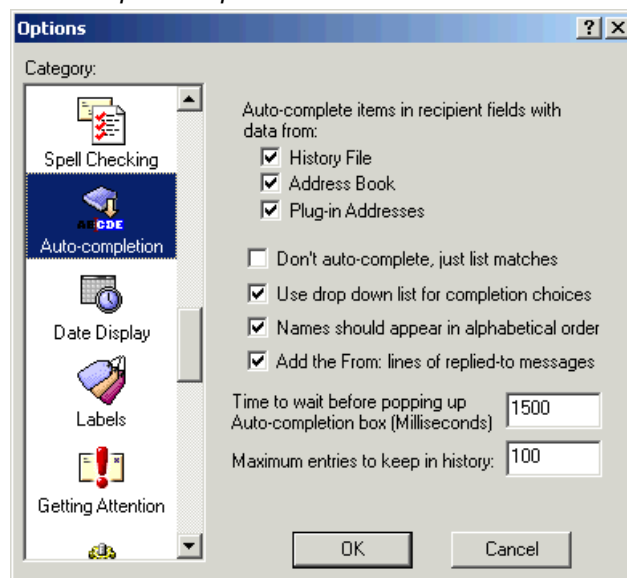 Options
Category:
Spell Checking
ABCDE
Auto-completion
Date Display
Labels
Getting Attention
Auto-complete items in recipient fields with
data from:
History File
Address Book
Plug-in Addresses
Don't auto-complete, just list matches
Use drop down list for completion choices
Names should appear in alphabetical order
Add the From: lines of replied-to messages
Time to wait before popping up
Auto-completion box (Milliseconds)
1500
Maximum entries to keep in history:
100
OK
Cancel